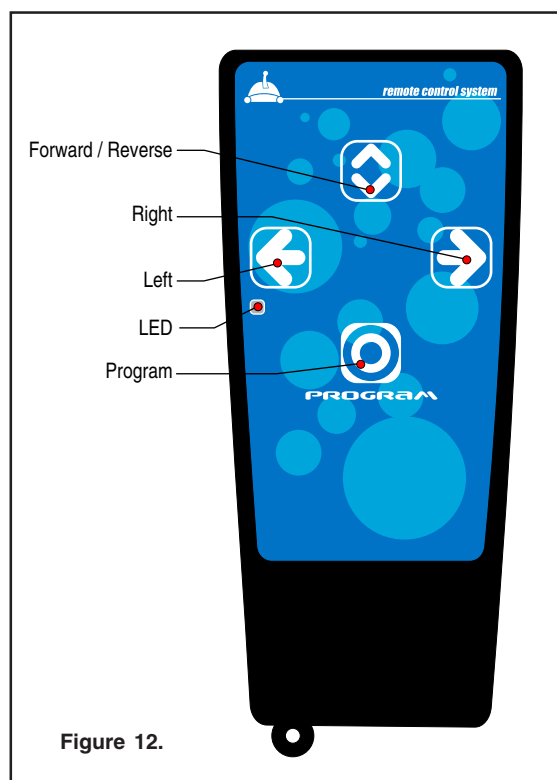 remote control system
Forward / Reverse
Right
Left
LED
Program
PROGRAM
Figure 12.